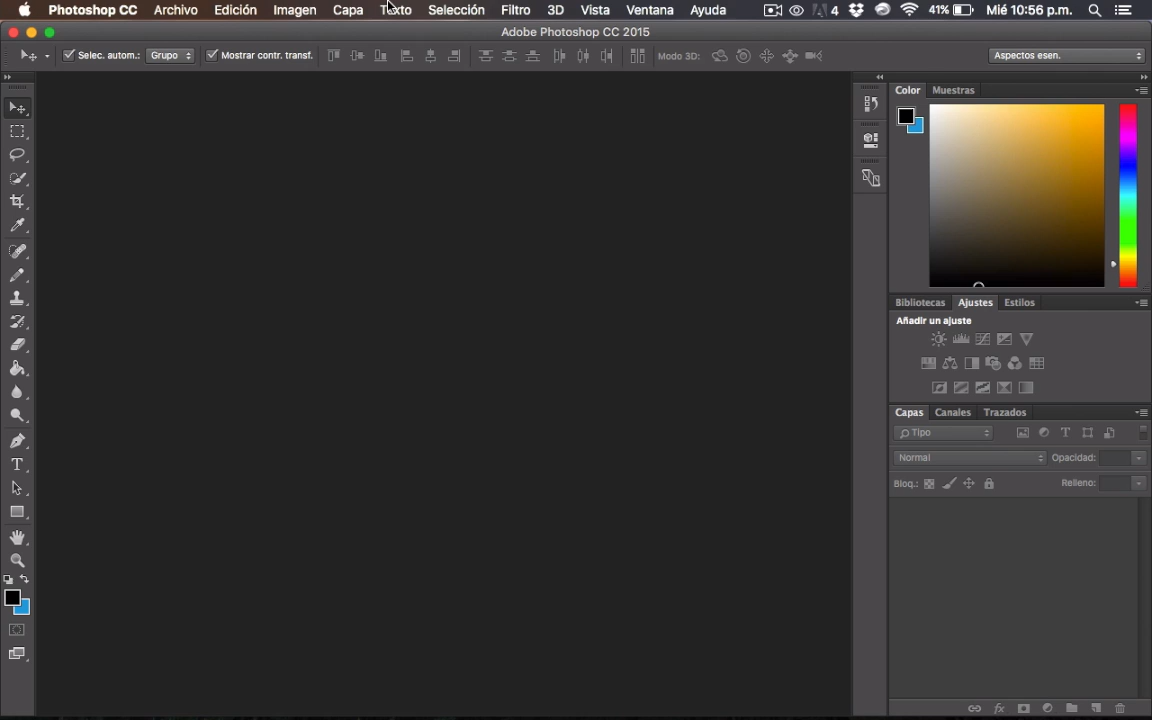 Photoshop CC Archivo Edición Imagen Capa Texto Selección Filtro 3D Vista Ventana Ayuda 4 41% Mié 10:56 p.m.
Adobe Photoshop CC 2015
Selec. autom.: Grupo Mostrar contr. transf. Modo 3D: Aspectos esen.
Color Muestras
Bibliotecas Ajustes Estilos
Añadir un ajuste
Capas Canales Trazados
Tipo
Normal Opacidad:
Bloq.: Relleno: